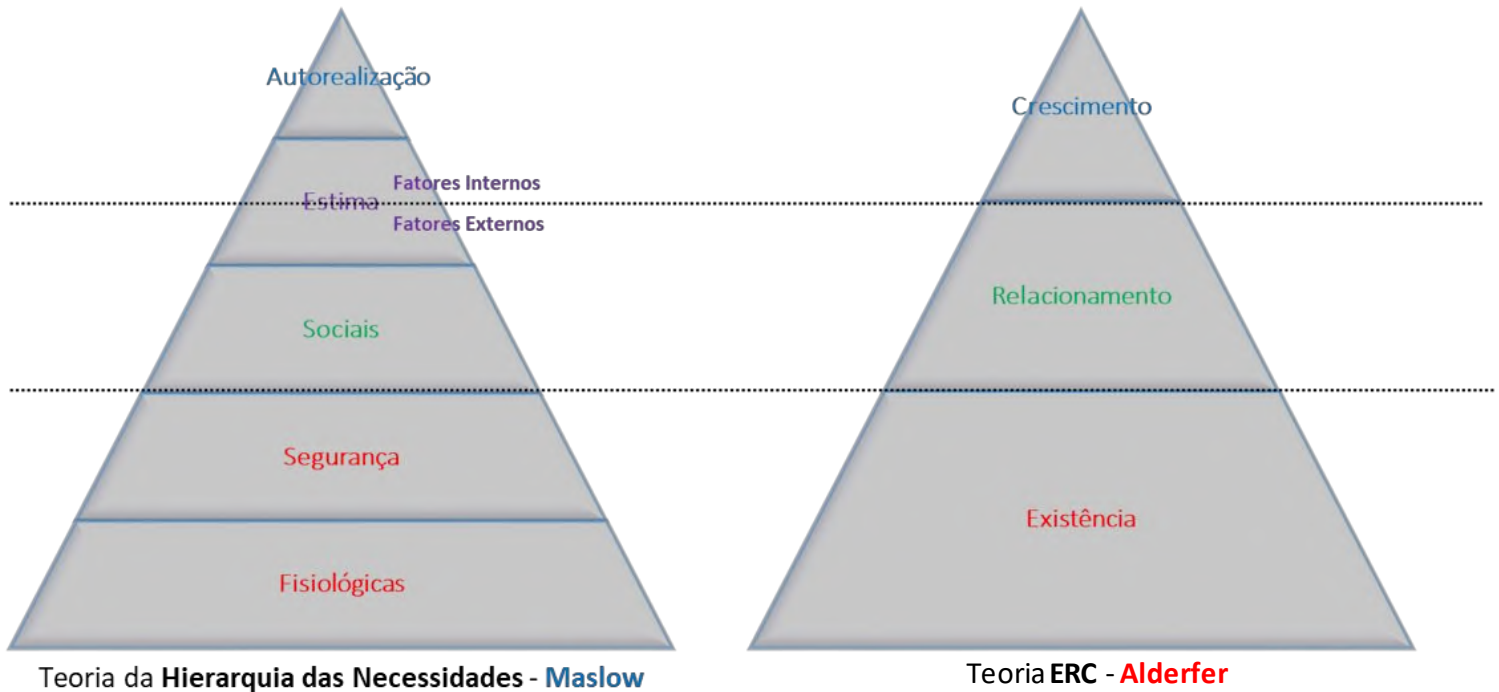 Autorealização
Estima
Fatores Internos
Fatores Externos
Sociais
Segurança
Fisiológicas
Teoria da Hierarquia das Necessidades - Maslow
Crescimento
Relacionamento
Existência
Teoria ERC - Alderfer